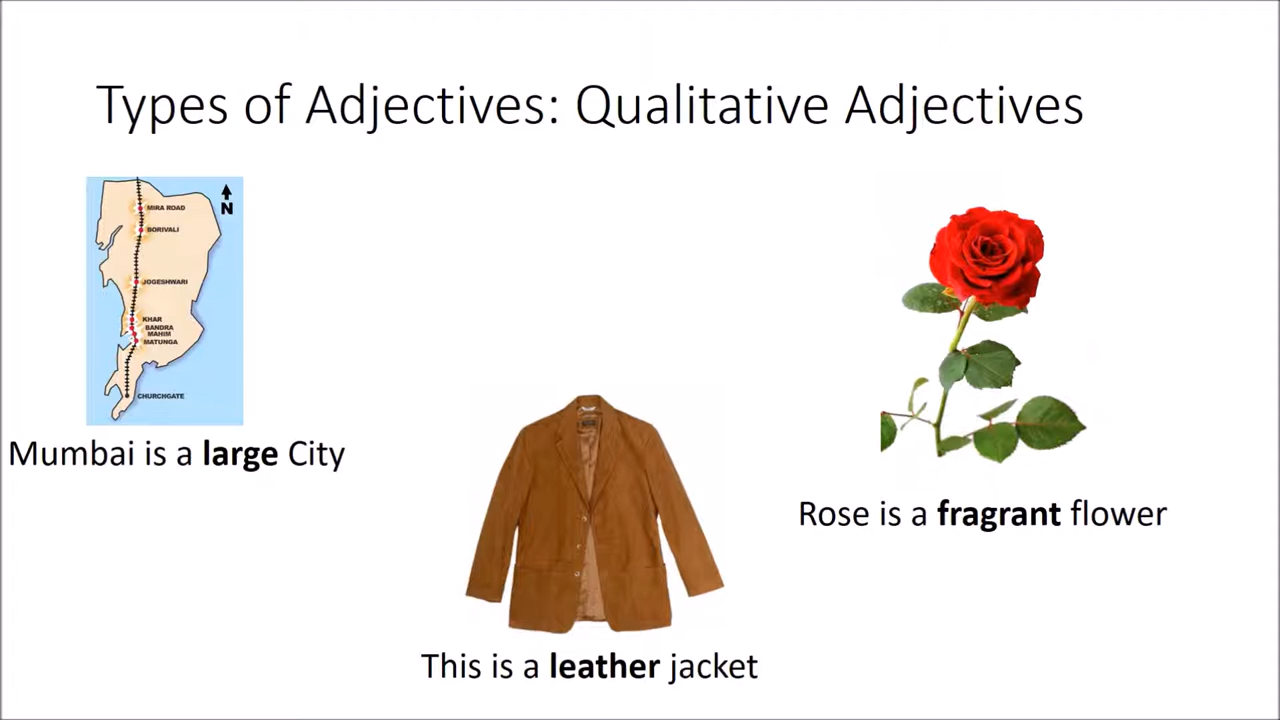 Types of Adjectives: Qualitative Adjectives
N
MIRA ROAD
BORIVALI
JOGESHWARI
KHAR
BANDRA
MAHIM
MATUNGA
CHURCHGATE
Mumbai is a large City
Rose is a fragrant flower
This is a leather jacket